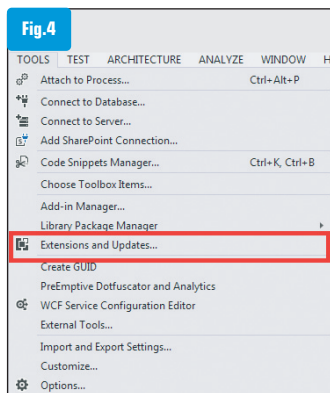 Fig.4
TOOLS TEST ARCHITECTURE ANALYZE WINDOW H
Attach to Process... Ctrl+Alt+P
Connect to Database...
Connect to Server...
Add SharePoint Connection...
Code Snippets Manager... Ctrl+K, Ctrl+B
Choose Toolbox Items...
Add-in Manager...
Library Package Manager
Extensions and Updates...
Create GUID
PreEmptive Dotfuscator and Analytics
WCF Service Configuration Editor
External Tools...
Import and Export Settings...
Customize...
Options...